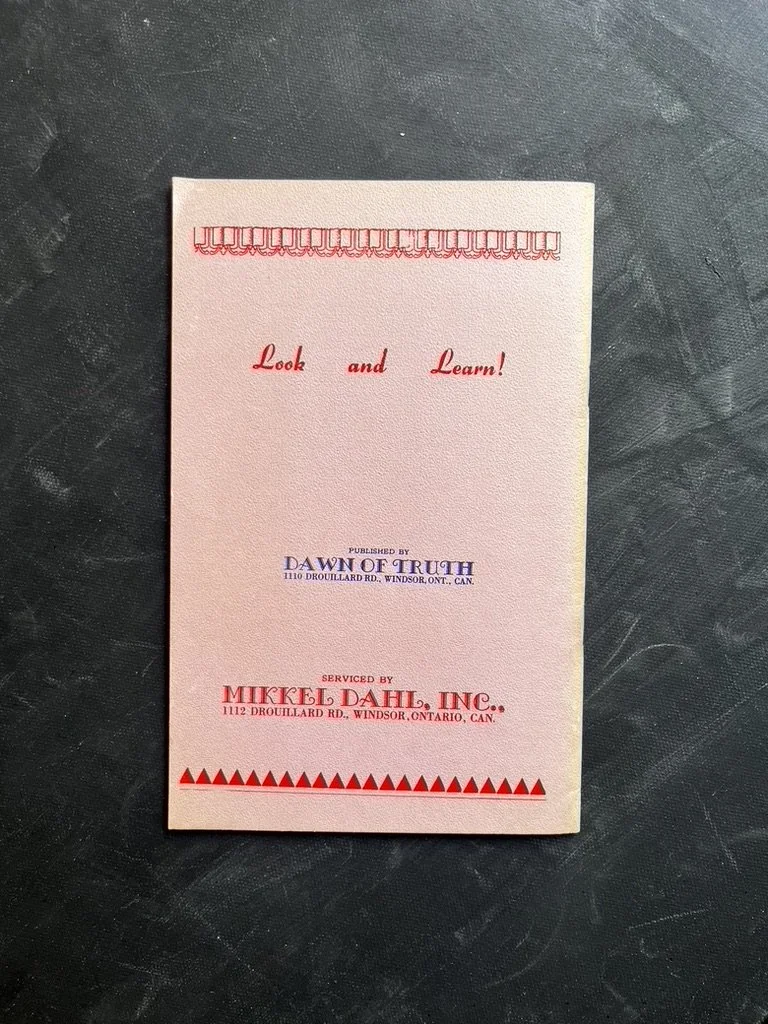 Look and Learn!
PUBLISHED BY
DAWN OF TRUTH
1110 DROUILLARD RD., WINDSOR, ONT., CAN.
SERVICED BY
MIKKEL DAHL, INC.,
1112 DROUILLARD RD., WINDSOR, ONTARIO, CAN.